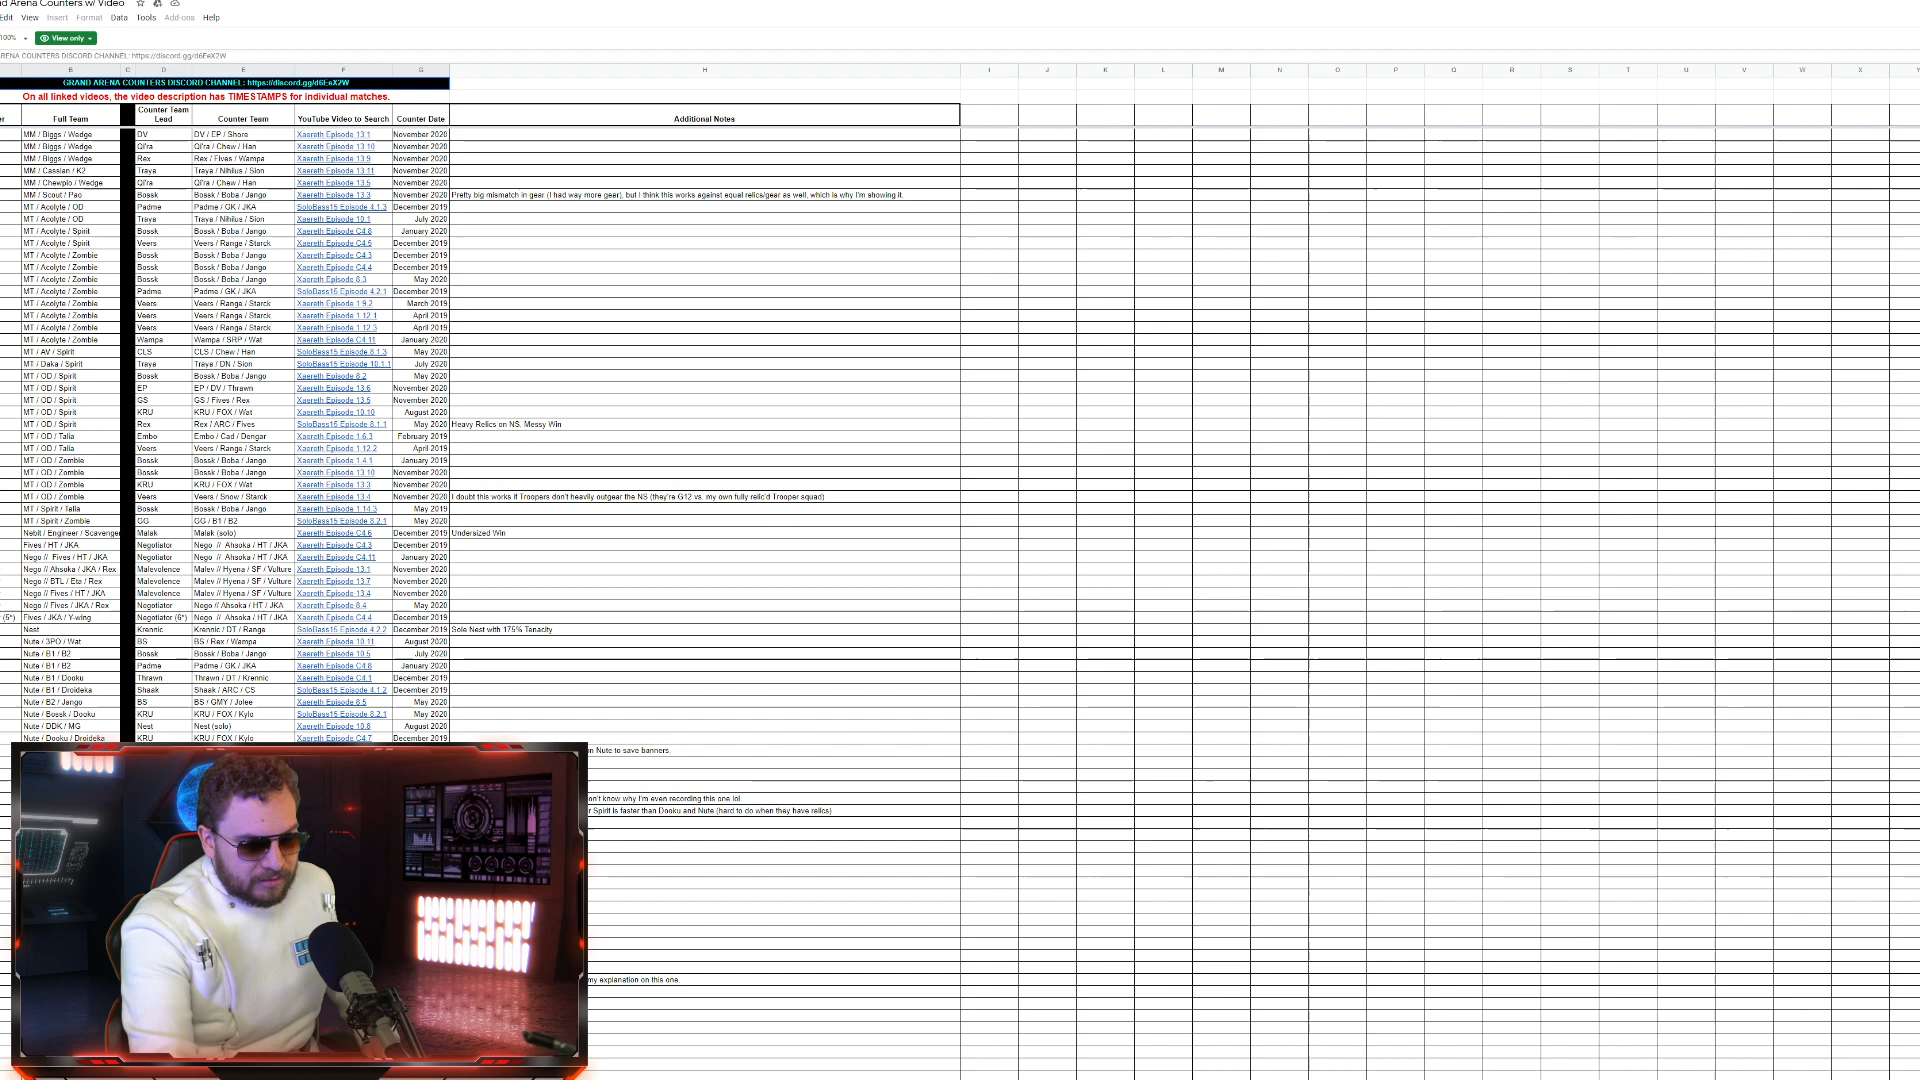 d Arena Counters w/ Video
Edit View Insert Format Data Tools Add-ons Help
100% View only
ARENA COUNTERS DISCORD CHANNEL: https://discord.gg/d6EeX2W
B C D E F G H I J K L M N O P Q R S T U V W X Y
GRAND ARENA COUNTERS DISCORD CHANNEL: https://discord.gg/d6EeX2W
On all linked videos, the video description has TIMESTAMPS for individual matches.
er Full Team Counter Team Lead Counter Team YouTube Video to Search Counter Date Additional Notes
MM / Biggs / Wedge DV DV / EP / Shore Xaereth Episode 13.1 November 2020
MM / Biggs / Wedge Qi'ra Qi'ra / Chew / Han Xaereth Episode 13.10 November 2020
MM / Biggs / Wedge Rex Rex / Fives / Wampa Xaereth Episode 13.9 November 2020
MM / Cassian / K2 Traya Traya / Nihilus / Sion Xaereth Episode 13.11 November 2020
MM / Chewpio / Wedge Qi'ra Qi'ra / Chew / Han Xaereth Episode 13.5 November 2020
MM / Scout / Pao Bossk Bossk / Boba / Jango Xaereth Episode 13.3 November 2020 Pretty big mismatch in gear (I had way more gear), but I think this works against equal relics/gear as well, which is why I'm showing it.
MT / Acolyte / OD Padme Padme / GK / JKA SoloBass15 Episode 4.1.3 December 2019
MT / Acolyte / OD Traya Traya / Nihilus / Sion Xaereth Episode 10.1 July 2020
MT / Acolyte / Spirit Bossk Bossk / Boba / Jango Xaereth Episode C4.8 January 2020
MT / Acolyte / Spirit Veers Veers / Range / Starck Xaereth Episode C4.5 December 2019
MT / Acolyte / Zombie Bossk Bossk / Boba / Jango Xaereth Episode C4.3 December 2019
MT / Acolyte / Zombie Bossk Bossk / Boba / Jango Xaereth Episode C4.4 December 2019
MT / Acolyte / Zombie Bossk Bossk / Boba / Jango Xaereth Episode 8.3 May 2020
MT / Acolyte / Zombie Padme Padme / GK / JKA SoloBass15 Episode 4.2.1 December 2019
MT / Acolyte / Zombie Veers Veers / Range / Starck Xaereth Episode 1.9.2 March 2019
MT / Acolyte / Zombie Veers Veers / Range / Starck Xaereth Episode 1.12.1 April 2019
MT / Acolyte / Zombie Veers Veers / Range / Starck Xaereth Episode 1.12.3 April 2019
MT / Acolyte / Zombie Wampa Wampa / SRP / Wat Xaereth Episode C4.11 January 2020
MT / AV / Spirit CLS CLS / Chew / Han SoloBass15 Episode 8.1.3 May 2020
MT / Daka / Spirit Traya Traya / DN / Sion SoloBass15 Episode 10.1.1 July 2020
MT / OD / Spirit Bossk Bossk / Boba / Jango Xaereth Episode 8.2 May 2020
MT / OD / Spirit EP EP / DV / Thrawn Xaereth Episode 13.6 November 2020
MT / OD / Spirit GS GS / Fives / Rex Xaereth Episode 13.5 November 2020
MT / OD / Spirit KRU KRU / FOX / Wat Xaereth Episode 10.10 August 2020
MT / OD / Spirit Rex Rex / ARC / Fives SoloBass15 Episode 8.1.1 May 2020 Heavy Relics on NS, Messy Win
MT / OD / Talia Embo Embo / Cad / Dengar Xaereth Episode 1.6.3 February 2019
MT / OD / Talia Veers Veers / Range / Starck Xaereth Episode 1.12.2 April 2019
MT / OD / Zombie Bossk Bossk / Boba / Jango Xaereth Episode 1.4.1 January 2020
MT / OD / Zombie Bossk Bossk / Boba / Jango Xaereth Episode 13.10 November 2020
MT / OD / Zombie KRU KRU / FOX / Wat Xaereth Episode 13.3 November 2020
MT / OD / Zombie Veers Veers / Snow / Starck Xaereth Episode 13.4 November 2020 I doubt this works if Troopers don't heavily outgear the NS (they're G12 vs. my own fully relic'd Trooper squad)
MT / Spirit / Talia Bossk Bossk / Boba / Jango Xaereth Episode 1.14.3 May 2019
MT / Spirit / Zombie GG GG / B1 / B2 SoloBass15 Episode 8.2.1 May 2020
Nebit / Engineer / Scavenger Malak Malak (solo) Xaereth Episode C4.6 December 2019 Undersized Win
Fives / HT / JKA Negotiator Nego // Ahsoka / HT / JKA Xaereth Episode C4.3 December 2019
Nego // Fives / HT / JKA Negotiator Nego // Ahsoka / HT / JKA Xaereth Episode C4.11 January 2020
Nego // Ahsoka / JKA / Rex Malevolence Malev // Hyena / SF / Vulture Xaereth Episode 13.1 November 2020
Nego // BTL / Eta / Rex Malevolence Malev // Hyena / SF / Vulture Xaereth Episode 13.7 November 2020
Nego // Fives / HT / JKA Malevolence Malev // Hyena / SF / Vulture Xaereth Episode 13.4 November 2020
Nego // Fives / JKA / Rex Negotiator Nego // Ahsoka / HT / JKA Xaereth Episode 8.4 May 2020
r (5*) Fives / JKA / Y-wing Negotiator (6*) Nego // Ahsoka / HT / JKA Xaereth Episode C4.4 December 2019
Nest Krennic Krennic / DT / Range SoloBass15 Episode 4.2.2 December 2019 Sole Nest with 175% Tenacity
Nute / 3PO / Wat BS BS / Rex / Wampa Xaereth Episode 10.11 August 2020
Nute / B1 / B2 Bossk Bossk / Boba / Jango Xaereth Episode 10.5 July 2020
Nute / B1 / B2 Padme Padme / GK / JKA Xaereth Episode C4.8 January 2020
Nute / B1 / Dooku Thrawn Thrawn / DT / Krennic Xaereth Episode C4.1 December 2019
Nute / B1 / Droideka Shaak Shaak / ARC / CS SoloBass15 Episode 4.1.2 December 2019
Nute / B2 / Jango BS BS / GMY / Jolee Xaereth Episode 8.5 May 2020
Nute / Bossk / Dooku KRU KRU / FOX / Kylo SoloBass15 Episode 8.2.1 May 2020
Nute / DDK / MG Nest Nest (solo) Xaereth Episode 10.8 August 2020
Nute / Dooku / Droideka KRU KRU / FOX / Kylo Xaereth Episode C4.7 December 2019
n Nute to save banners.
on't know why I'm even recording this one lol
r Spirit is faster than Dooku and Nute (hard to do when they have relics)
my explanation on this one.